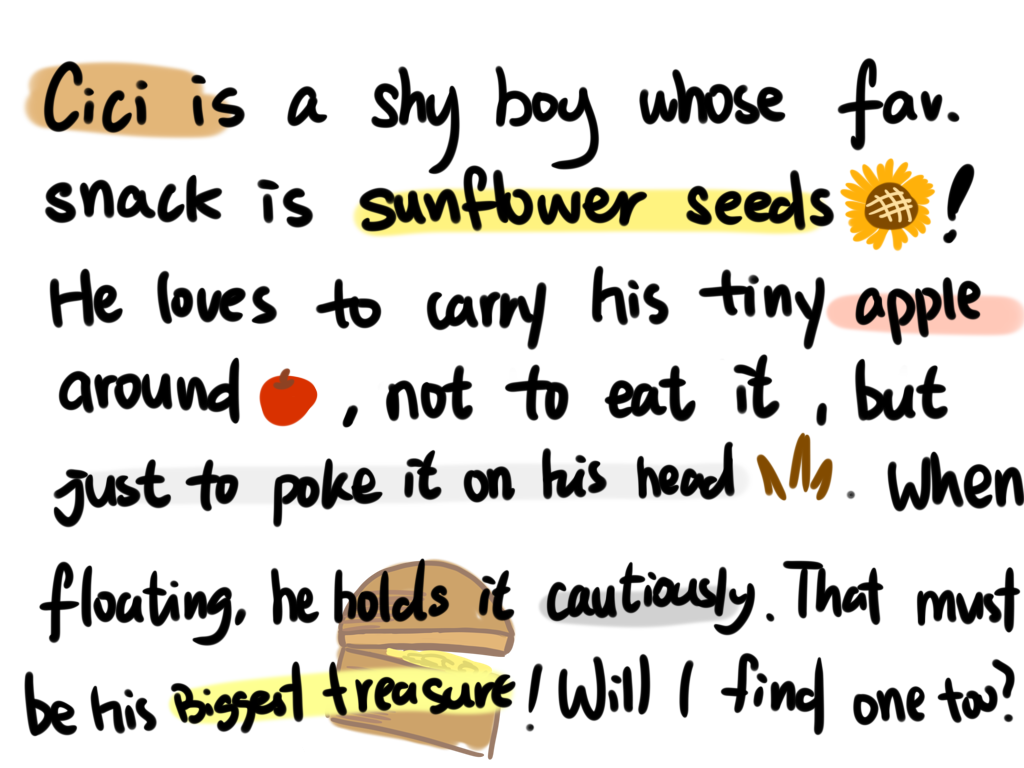 Cici is a shy boy whose fav.
snack is sunflower seeds!
He loves to carry his tiny apple
around, not to eat it, but
just to poke it on his head. When
floating, he holds it cautiously. That must
be his Biggest treasure! Will I find one too?